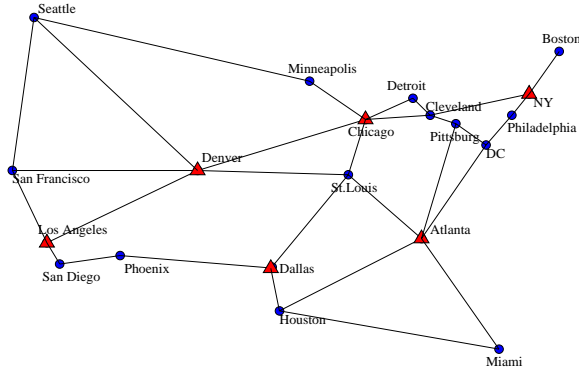 Seattle
Boston
Minneapolis
Detroit
NY
Cleveland
Chicago
Pittsburg
Philadelphia
DC
Denver
San Francisco
St.Louis
Los Angeles
Atlanta
San Diego
Phoenix
Dallas
Houston
Miami